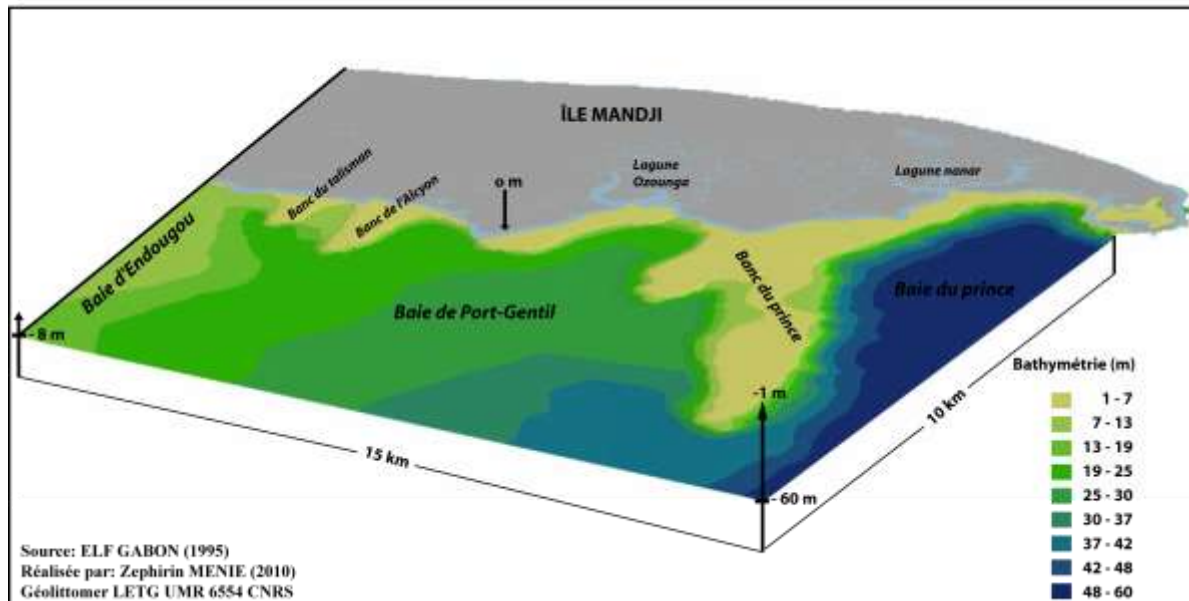 ÎLE MANDJI
Banc du talisman
Banc de l'Alcyon
o m
Lagune
Ozounga
Lagune nanar
Baie d'Endougou
Baie de Port-Gentil
Banc du prince
Baie du prince
- 8 m
-1 m
- 60 m
15 km
10 km
Bathymétrie (m)
1 - 7
7 - 13
13 - 19
19 - 25
25 - 30
30 - 37
37 - 42
42 - 48
48 - 60
Source: ELF GABON (1995)
Réalisée par: Zephirin MENIE (2010)
Géolittomer LETG UMR 6554 CNRS